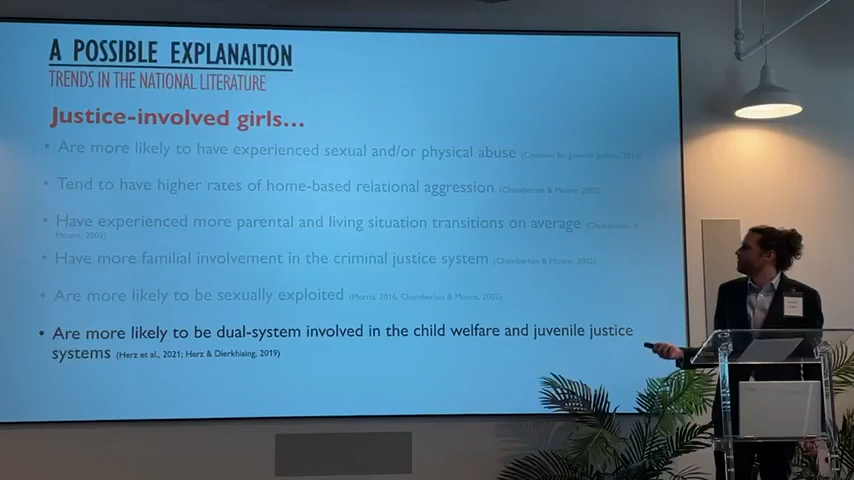 A POSSIBLE EXPLANAITON
TRENDS IN THE NATIONAL LITERATURE
Justice-involved girls...
• Are more likely to have experienced sexual and/or physical abuse (Coalition for Juvenile Justice, 2013)
• Tend to have higher rates of home-based relational aggression (Chamberlain & Moore, 2002)
• Have experienced more parental and living situation transitions on average (Chamberlain &
Moore, 2002)
• Have more familial involvement in the criminal justice system (Chamberlain & Moore, 2002)
• Are more likely to be sexually exploited (Morris, 2016, Chamberlain & Moore, 2002)
• Are more likely to be dual-system involved in the child welfare and juvenile justice
systems (Herz et al., 2021; Herz & Dierkhising, 2019)